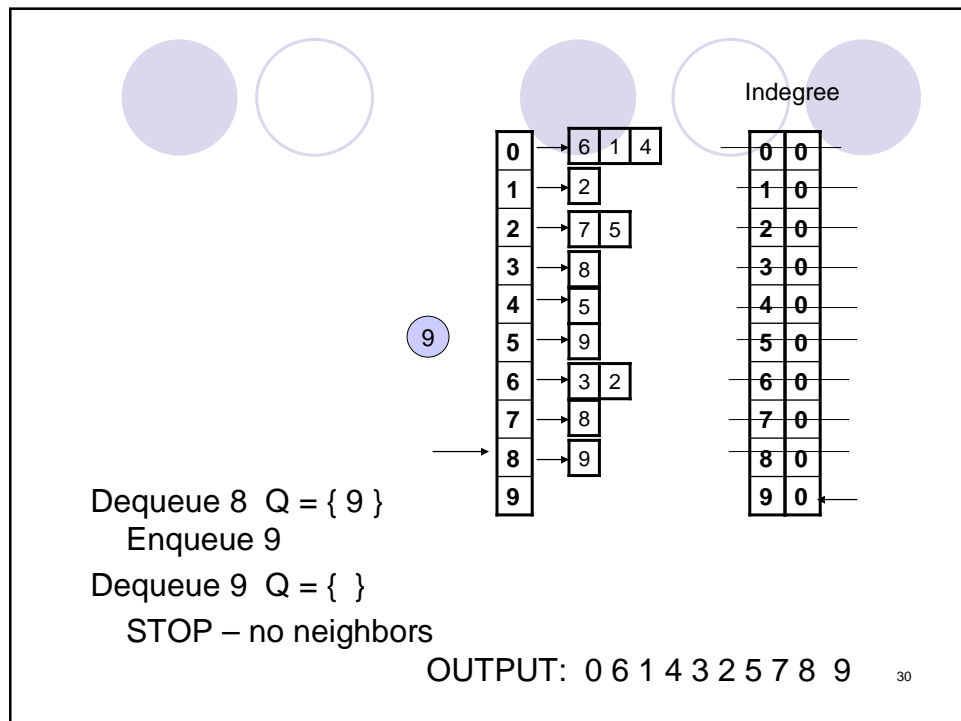 Indegree
0 6 1 4 0 0
1 2 1 0
2 7 5 2 0
3 8 3 0
4 5 4 0
9 5 9 5 0
6 3 2 6 0
7 8 7 0
8 9 8 0
9 9 0
Dequeue 8 Q = { 9 }
Enqueue 9
Dequeue 9 Q = { }
STOP – no neighbors
OUTPUT: 0 6 1 4 3 2 5 7 8 9
30